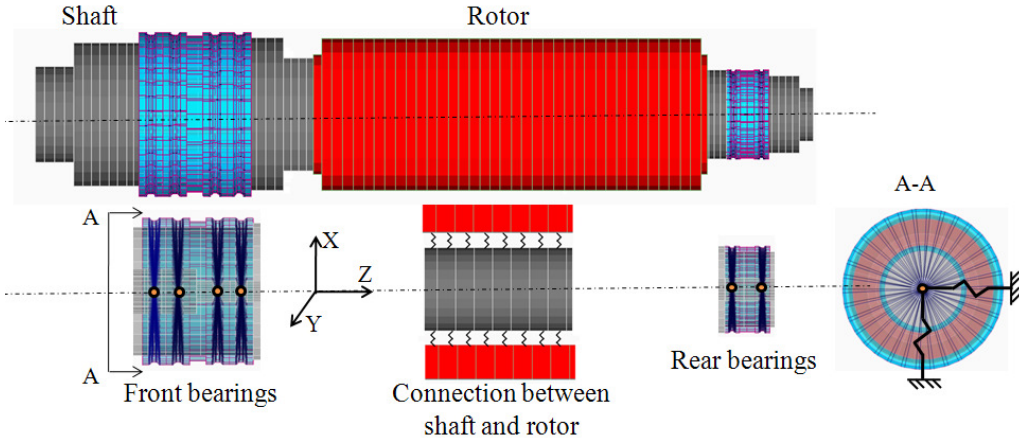 Shaft
Rotor
A-A
A
X
Z
Y
A
Front bearings
Connection between
shaft and rotor
Rear bearings